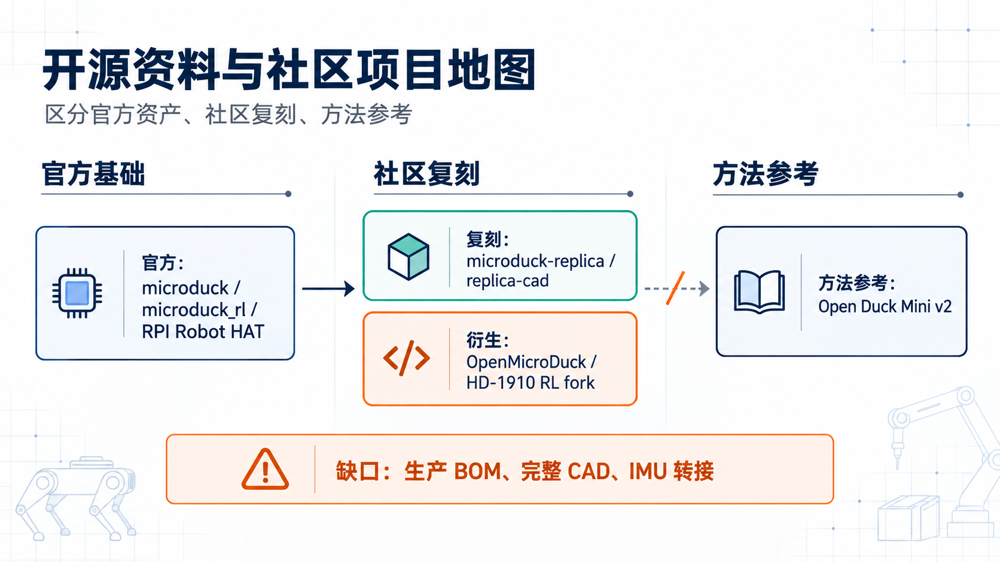 开源资料与社区项目地图
区分官方资产、社区复刻、方法参考
官方基础
官方：
microduck /
microduck_rl /
RPI Robot HAT
社区复刻
复刻：
microduck-replica /
replica-cad
衍生：
OpenMicroDuck /
HD-1910 RL fork
方法参考
方法参考：
Open Duck Mini v2
缺口：生产 BOM、完整 CAD、IMU 转接